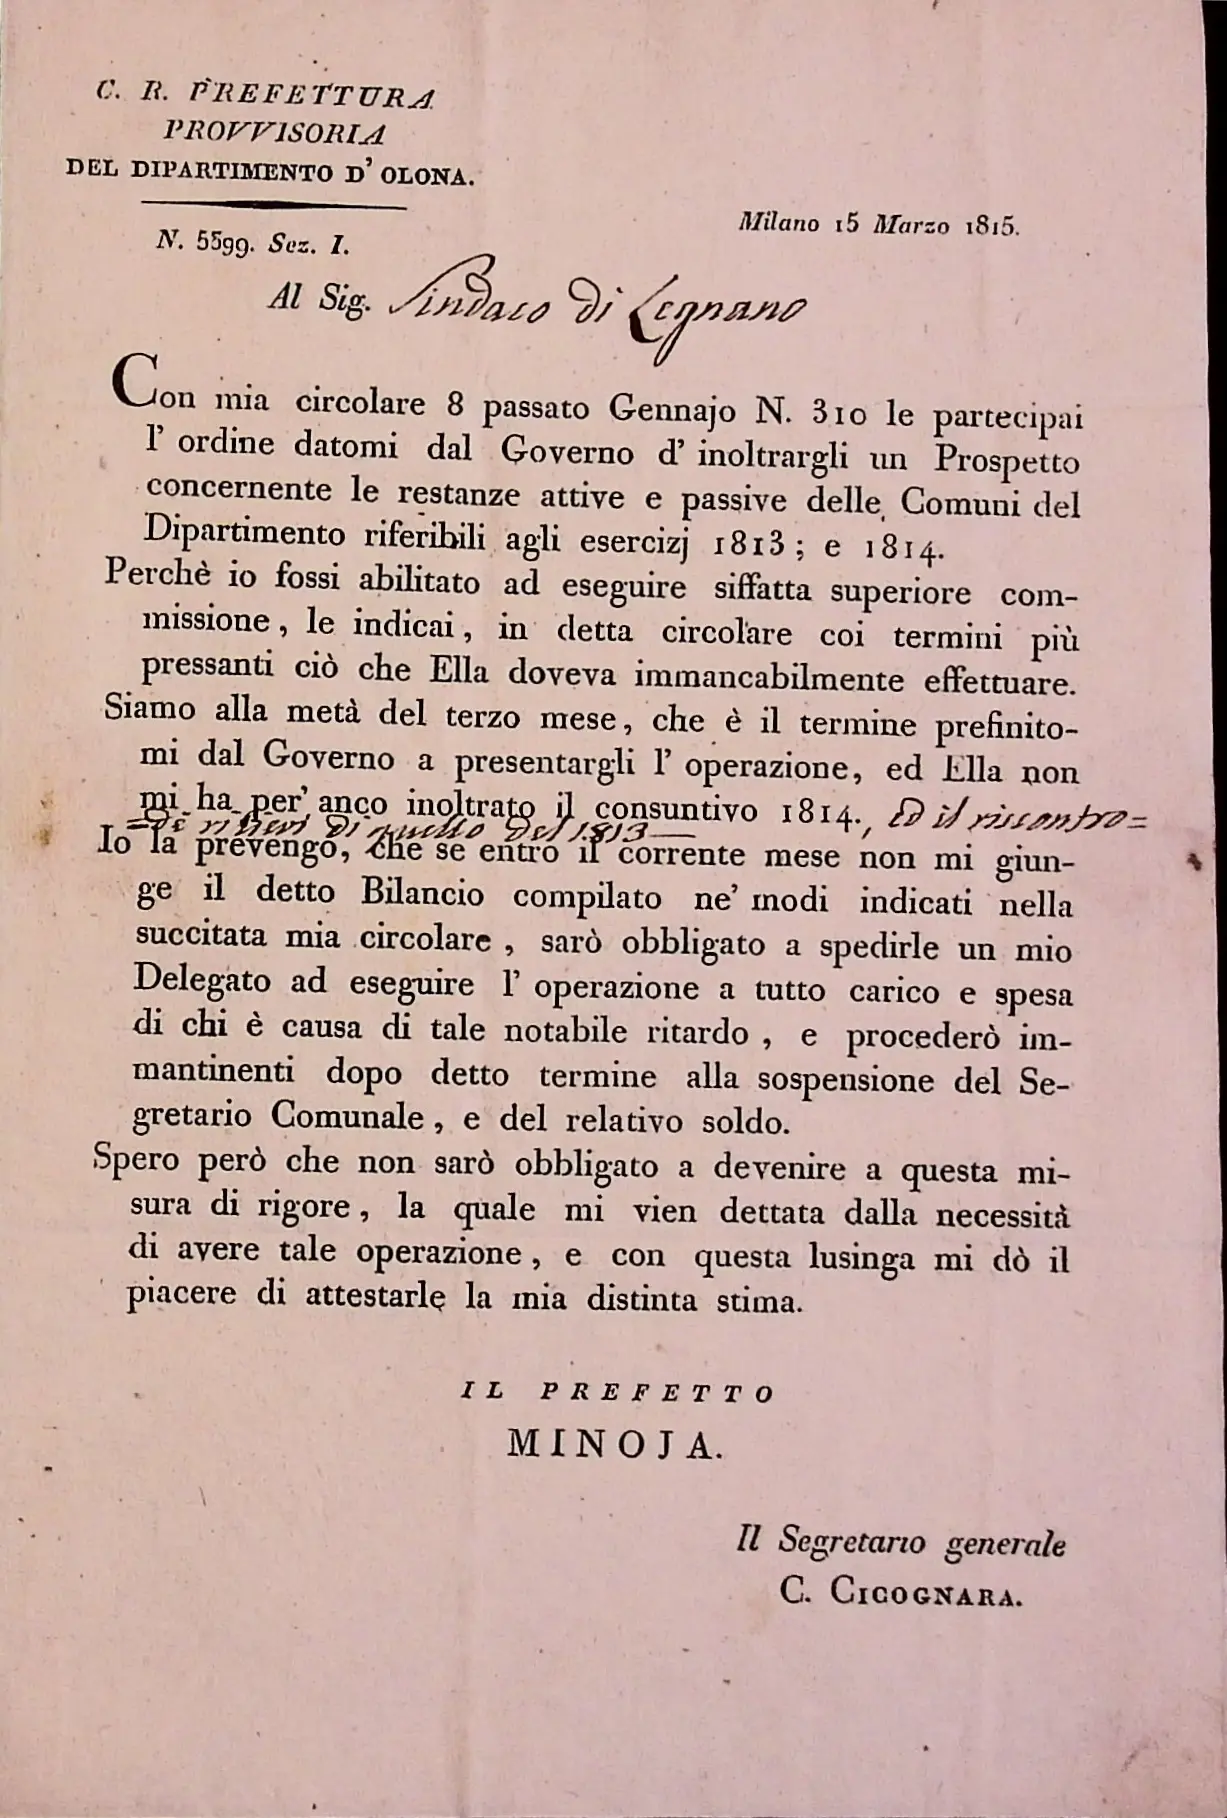 C. R. PREFETTURA
PROVVISORIA
DEL DIPARTIMENTO D' OLONA.
N. 5599. Sez. I.
Milano 15 Marzo 1815.
Al Sig. Sindaco di Legnano
Con mia circolare 8 passato Gennajo N. 310 le partecipai
l' ordine datomi dal Governo d' inoltrargli un Prospetto
concernente le restanze attive e passive delle Comuni del
Dipartimento riferibili agli esercizj 1813; e 1814.
Perchè io fossi abilitato ad eseguire siffatta superiore com-
missione, le indicai, in detta circolare coi termini più
pressanti ciò che Ella doveva immancabilmente effettuare.
Siamo alla metà del terzo mese, che è il termine prefinito-
mi dal Governo a presentargli l' operazione, ed Ella non
mi ha per' anco inoltrato il consuntivo 1814., ed il riscontro=
=de rilievi di quello del 1813—
Io la prevengo, che se entro il corrente mese non mi giun-
ge il detto Bilancio compilato ne' modi indicati nella
succitata mia circolare, sarò obbligato a spedirle un mio
Delegato ad eseguire l' operazione a tutto carico e spesa
di chi è causa di tale notabile ritardo, e procederò im-
mantinenti dopo detto termine alla sospensione del Se-
gretario Comunale, e del relativo soldo.
Spero però che non sarò obbligato a devenire a questa mi-
sura di rigore, la quale mi vien dettata dalla necessità
di avere tale operazione, e con questa lusinga mi dò il
piacere di attestarle la mia distinta stima.
IL PREFETTO
MINOJA.
Il Segretario generale
C. CICOGNARA.